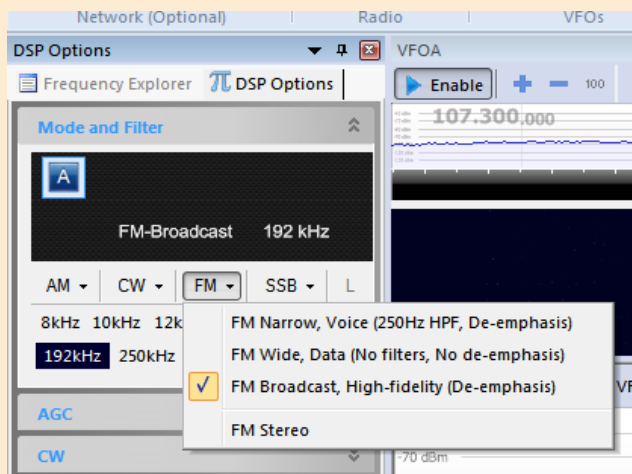 Network (Optional) Radio VFOs
DSP Options VFOA
Frequency Explorer DSP Options Enable 100
Mode and Filter 107.300.000
A
FM-Broadcast 192 kHz
AM CW FM SSB L
8kHz 10kHz 12k
192kHz 250kHz
FM Narrow, Voice (250Hz HPF, De-emphasis)
FM Wide, Data (No filters, No de-emphasis)
FM Broadcast, High-fidelity (De-emphasis)
FM Stereo
AGC
CW -70 dBm